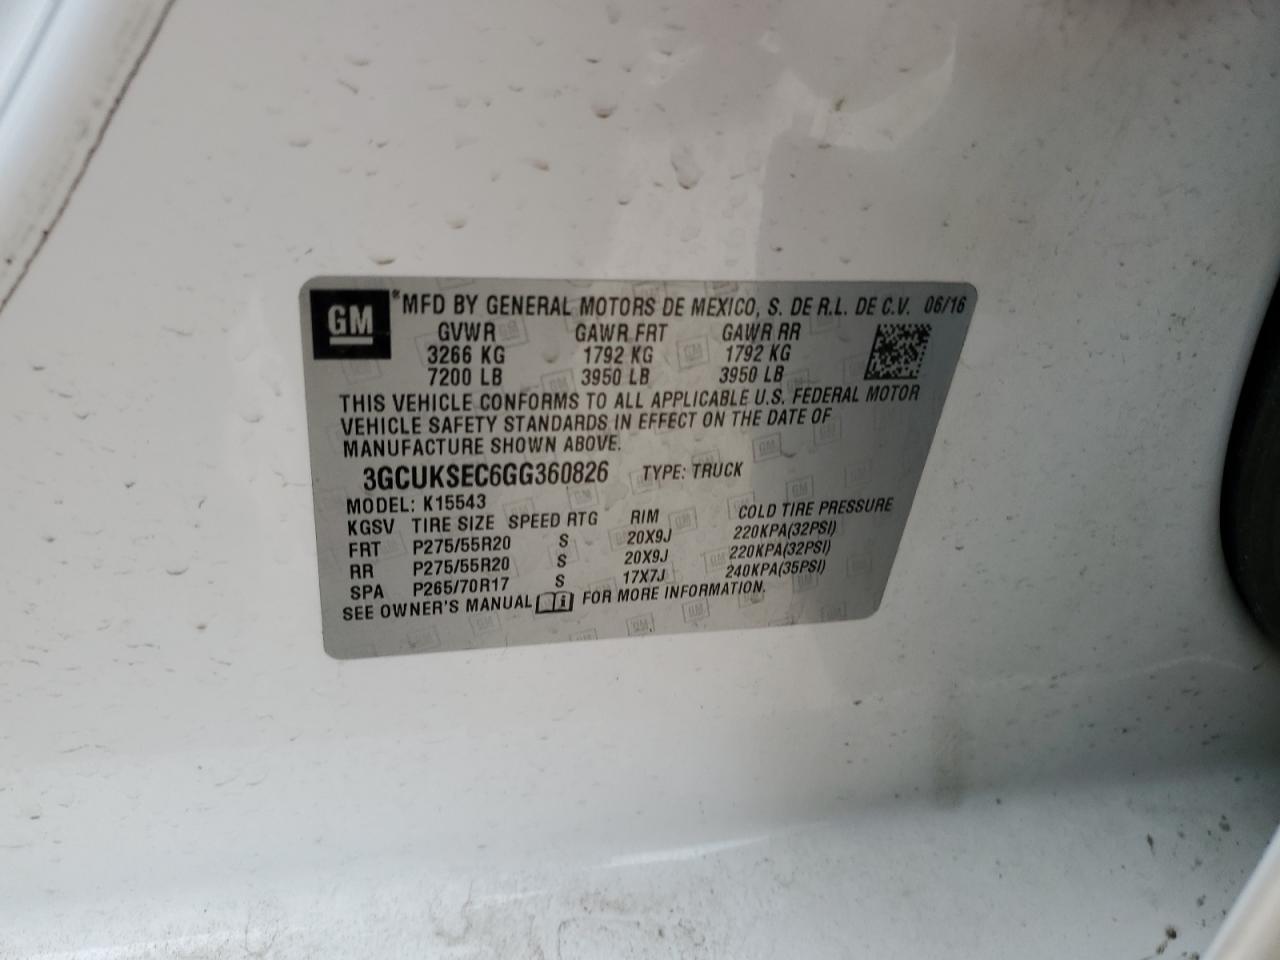 GM
*MFD BY GENERAL MOTORS DE MEXICO, S. DE R.L. DE C.V. 06/16
GVWR GAWR FRT GAWR RR
3266 KG 1792 KG 1792 KG
7200 LB 3950 LB 3950 LB
THIS VEHICLE CONFORMS TO ALL APPLICABLE U.S. FEDERAL MOTOR
VEHICLE SAFETY STANDARDS IN EFFECT ON THE DATE OF
MANUFACTURE SHOWN ABOVE.
3GCUKSEC6GG360826 TYPE: TRUCK
MODEL: K15543
KGSV TIRE SIZE SPEED RTG RIM COLD TIRE PRESSURE
FRT P275/55R20 S 20X9J 220KPA(32PSI)
RR P275/55R20 S 20X9J 220KPA(32PSI)
SPA P265/70R17 S 17X7J 240KPA(35PSI)
SEE OWNER'S MANUAL FOR MORE INFORMATION.